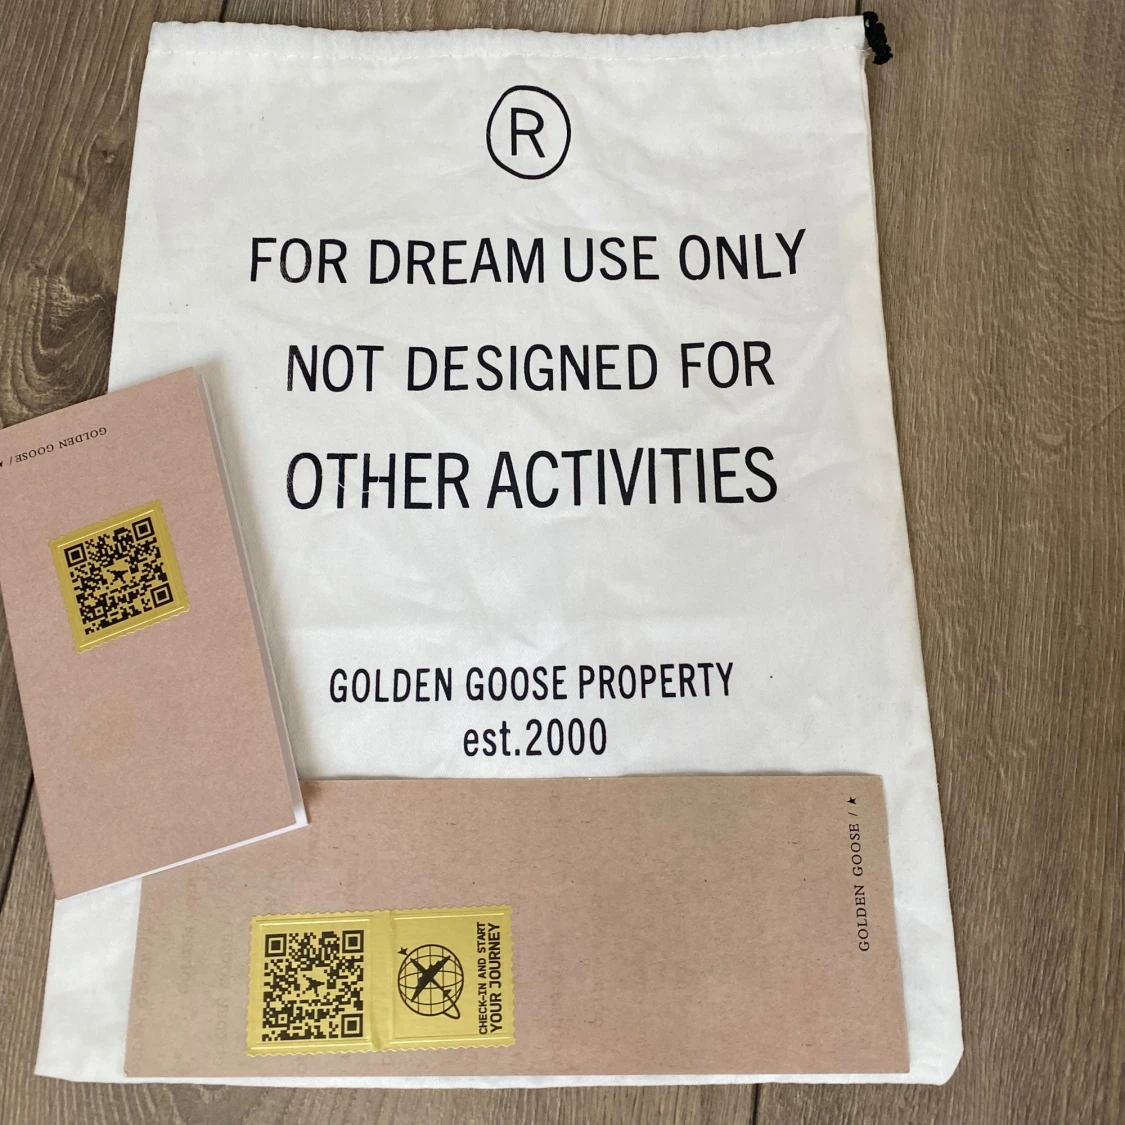 R
FOR DREAM USE ONLY
NOT DESIGNED FOR
OTHER ACTIVITIES
GOLDEN GOOSE PROPERTY
est.2000
GOLDEN GOOSE / ★
GOLDEN GOOSE / ★
CHECK-IN AND START
YOUR JOURNEY